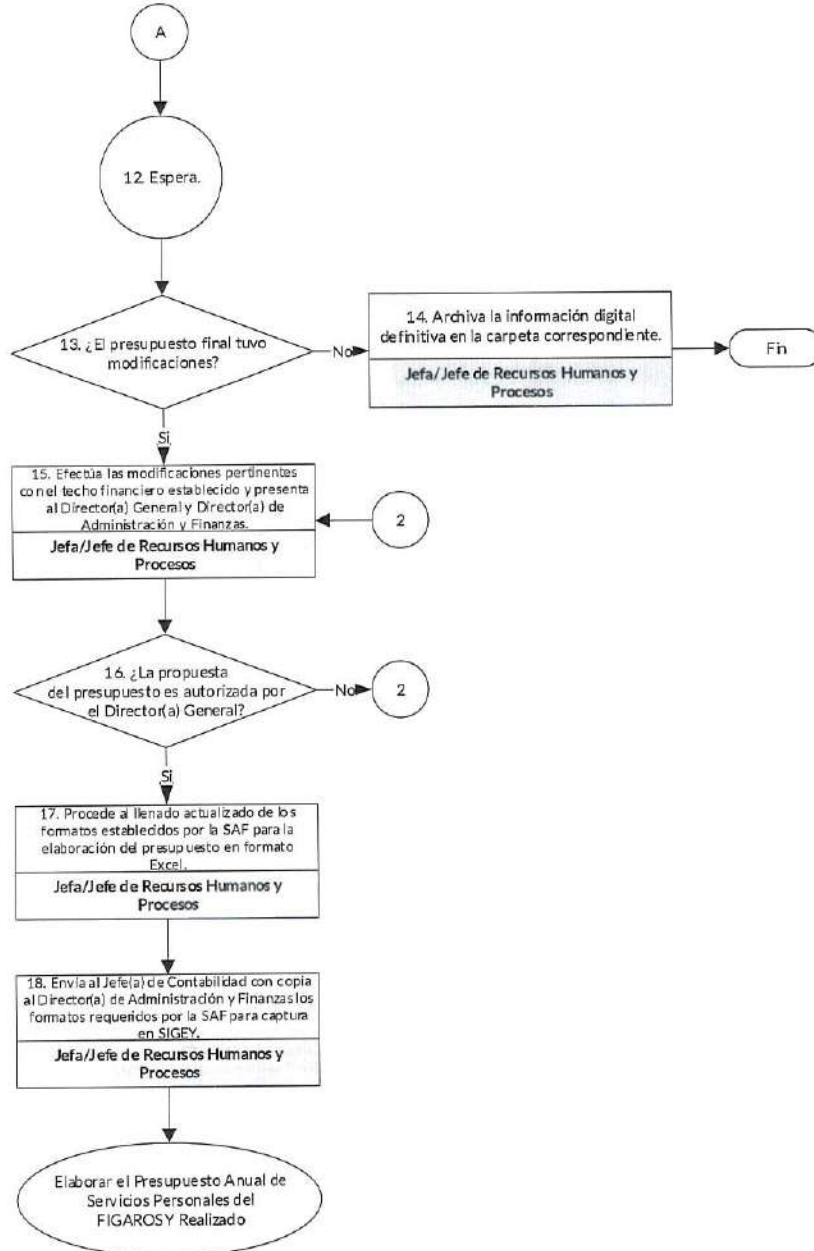 A
12. Espera.
13. ¿El presupuesto final tuvo
modificaciones?
No
14. Archiva la información digital
definitiva en la carpeta correspondiente.
Jefa/Jefe de Recursos Humanos y
Procesos
Fin
Si
15. Efectúa las modificaciones pertinentes
con el techo financiero establecido y presenta
al Director(a) General y Director(a) de
Administración y Finanzas.
Jefa/Jefe de Recursos Humanos y
Procesos
2
16. ¿La propuesta
del presupuesto es autorizada por
el Director(a) General?
No
2
Si
17. Procede al llenado actualizado de los
formatos establecidos por la SAF para la
elaboración del presupuesto en formato
Excel.
Jefa/Jefe de Recursos Humanos y
Procesos
18. Envía al Jefe(a) de Contabilidad con copia
al Director(a) de Administración y Finanzas los
formatos requeridos por la SAF para captura
en SIGEY.
Jefa/Jefe de Recursos Humanos y
Procesos
Elaborar el Presupuesto Anual de
Servicios Personales del
FIGAROSY Realizado